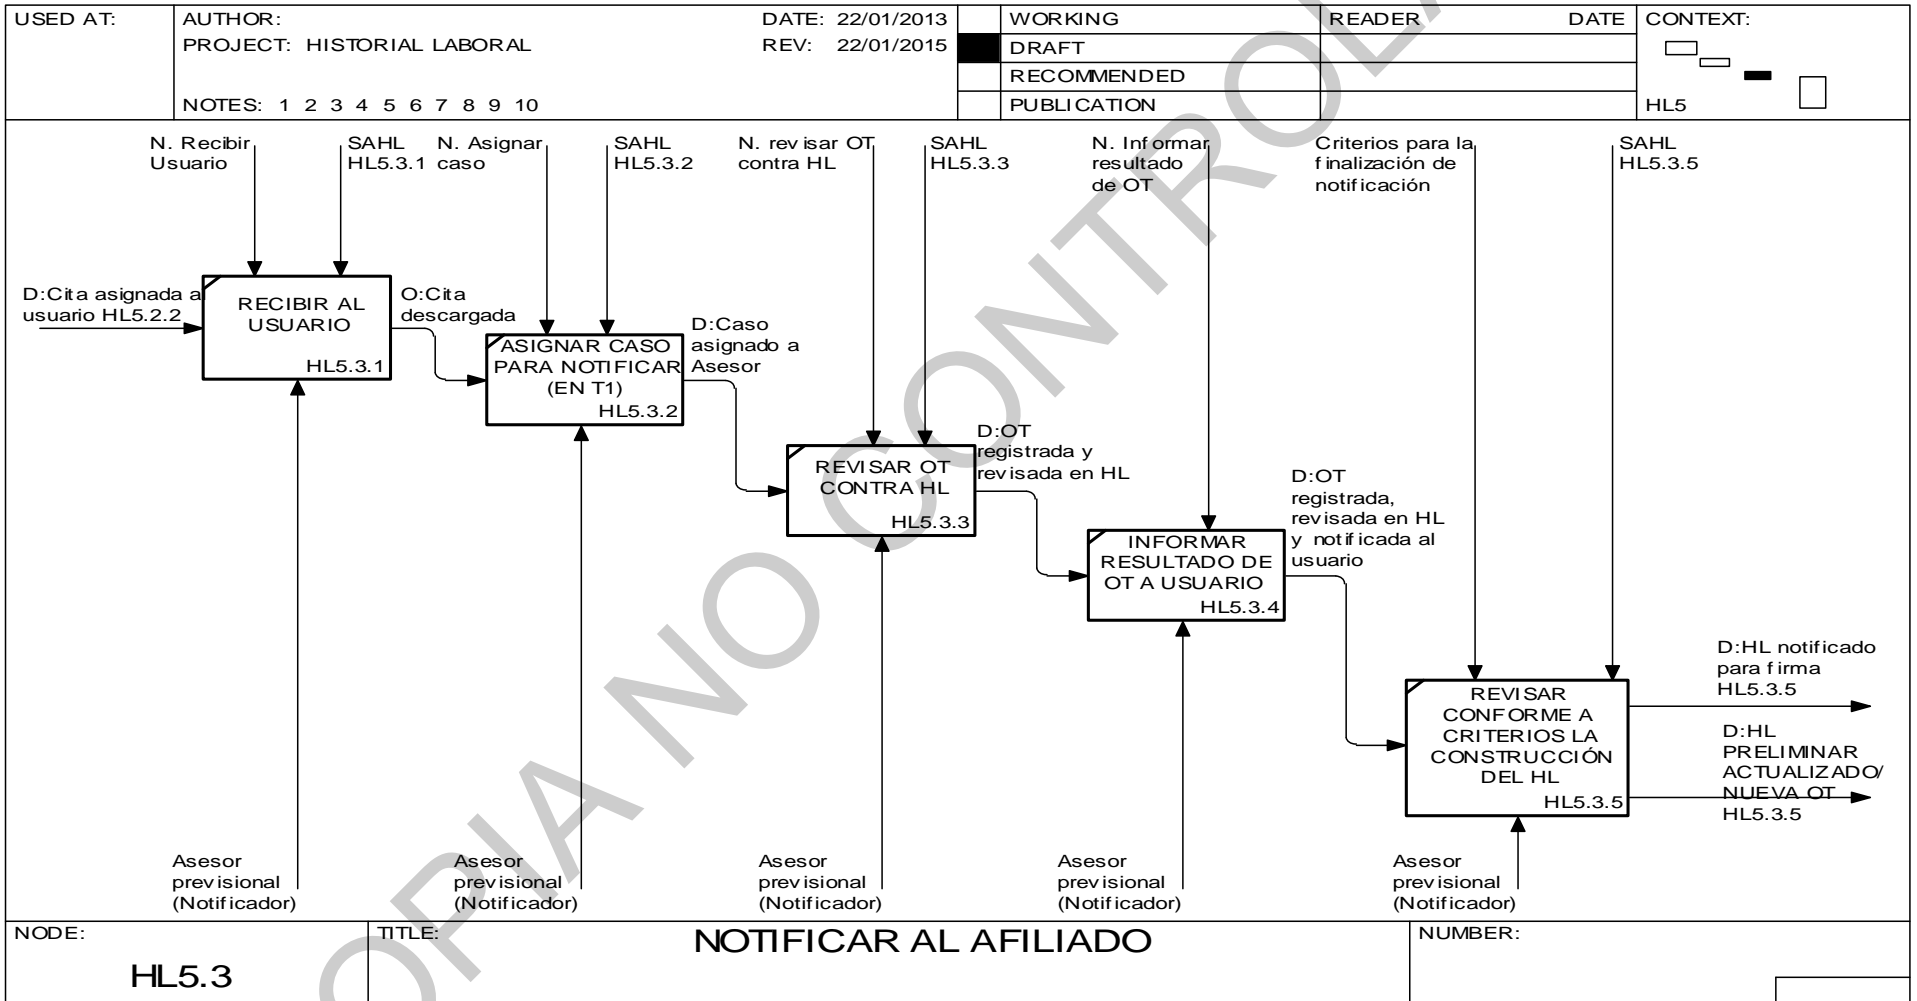 USED AT:
AUTHOR:
DATE: 22/01/2013
PROJECT: HISTORIAL LABORAL
REV: 22/01/2015
NOTES: 1 2 3 4 5 6 7 8 9 10
WORKING
DRAFT
RECOMMENDED
PUBLICATION
READER
DATE
CONTEXT:
HL5
N. Recibir
Usuario
SAHL
HL5.3.1
N. Asignar
caso
SAHL
HL5.3.2
N. revisar OT
contra HL
SAHL
HL5.3.3
N. Informar
resultado
de OT
Criterios para la
finalización de
notificación
SAHL
HL5.3.5
D:Cita asignada al
usuario HL5.2.2
RECIBIR AL
USUARIO
HL5.3.1
O:Cita
descargada
ASIGNAR CASO
PARA NOTIFICAR
(EN T1)
HL5.3.2
D:Caso
asignado a
Asesor
REVISAR OT
CONTRA HL
HL5.3.3
D:OT
registrada y
revisada en HL
INFORMAR
RESULTADO DE
OT A USUARIO
HL5.3.4
D:OT
registrada,
revisada en HL
y notificada al
usuario
REVISAR
CONFORME A
CRITERIOS LA
CONSTRUCCIÓN
DEL HL
HL5.3.5
D:HL notificado
para firma
HL5.3.5
D:HL
PRELIMINAR
ACTUALIZADO/
NUEVA OT
HL5.3.5
Asesor
previsional
(Notificador)
Asesor
previsional
(Notificador)
Asesor
previsional
(Notificador)
Asesor
previsional
(Notificador)
Asesor
previsional
(Notificador)
NODE:
HL5.3
TITLE:
NOTIFICAR AL AFILIADO
NUMBER:
OPIA NO CONTROLA